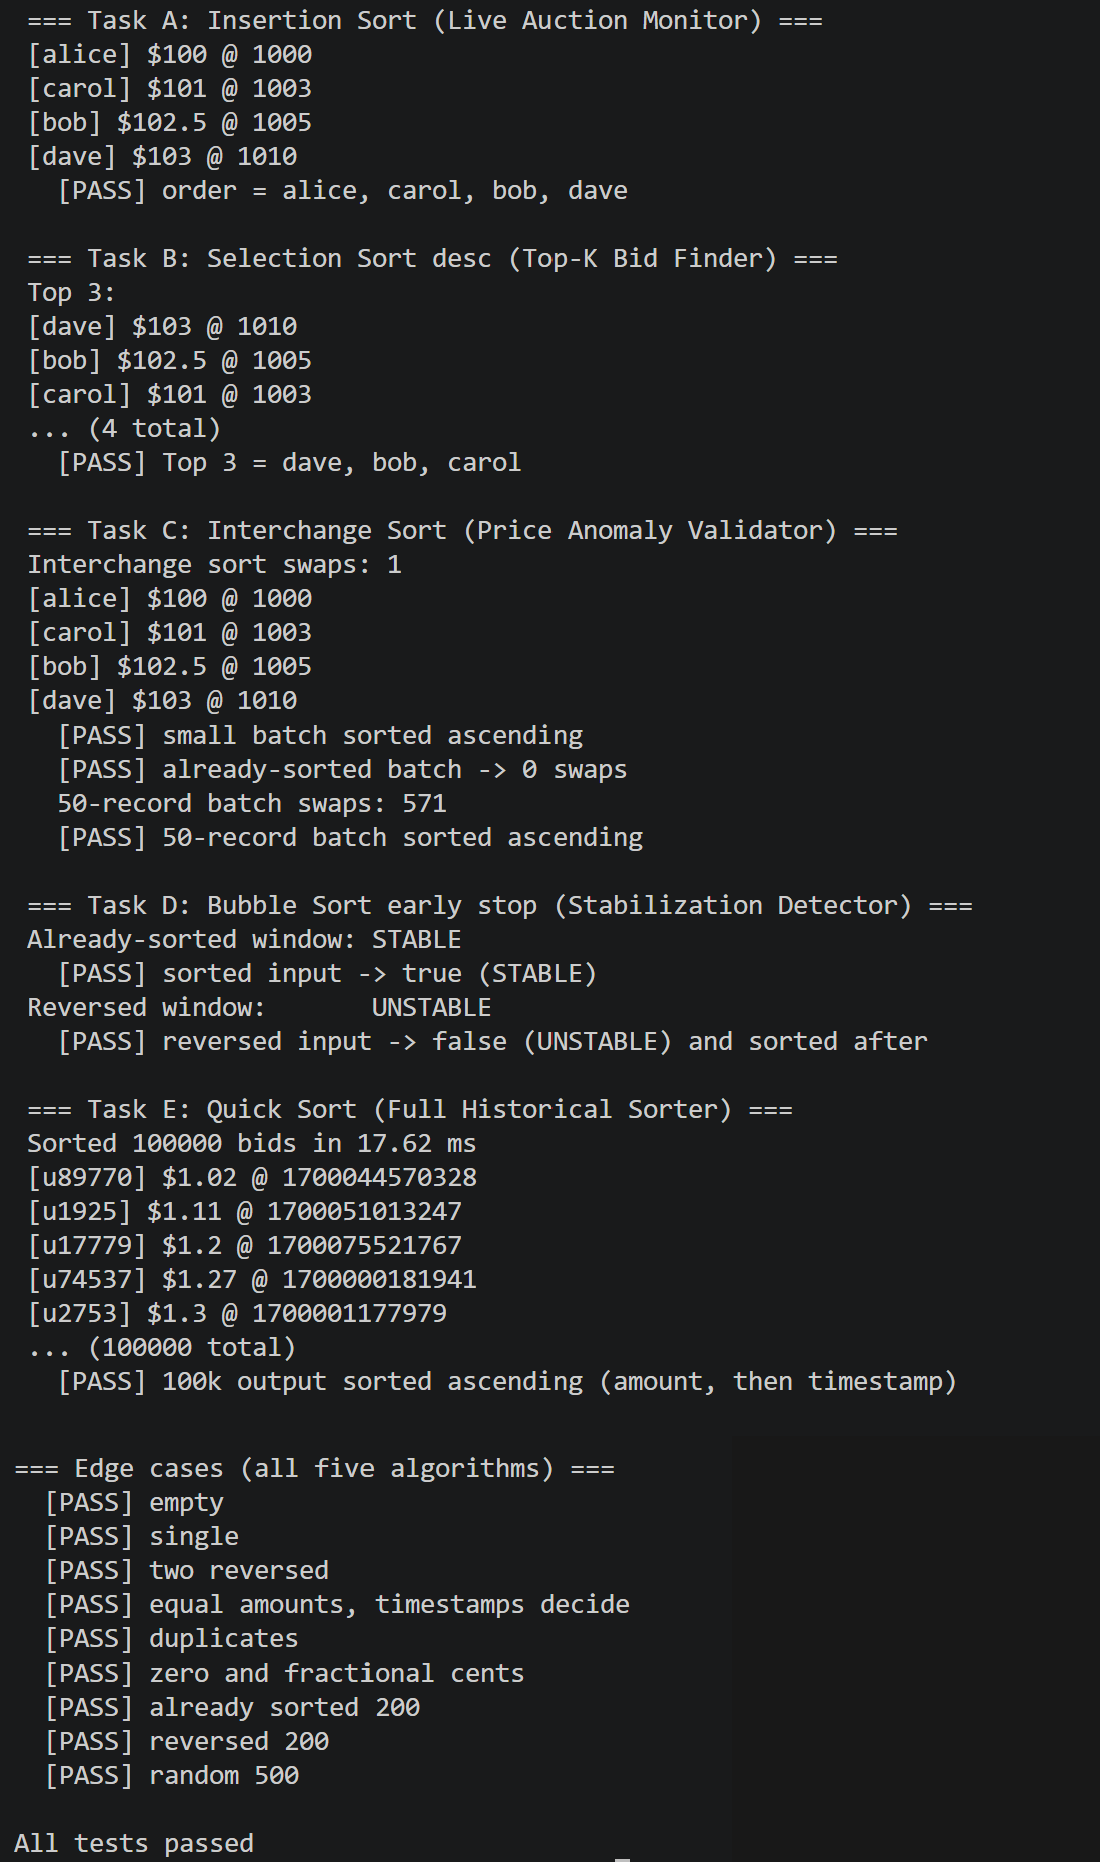 === Task A: Insertion Sort (Live Auction Monitor) ===
[alice] $100 @ 1000
[carol] $101 @ 1003
[bob] $102.5 @ 1005
[dave] $103 @ 1010
  [PASS] order = alice, carol, bob, dave

=== Task B: Selection Sort desc (Top-K Bid Finder) ===
Top 3:
[dave] $103 @ 1010
[bob] $102.5 @ 1005
[carol] $101 @ 1003
... (4 total)
  [PASS] Top 3 = dave, bob, carol

=== Task C: Interchange Sort (Price Anomaly Validator) ===
Interchange sort swaps: 1
[alice] $100 @ 1000
[carol] $101 @ 1003
[bob] $102.5 @ 1005
[dave] $103 @ 1010
  [PASS] small batch sorted ascending
  [PASS] already-sorted batch -> 0 swaps
  50-record batch swaps: 571
  [PASS] 50-record batch sorted ascending

=== Task D: Bubble Sort early stop (Stabilization Detector) ===
Already-sorted window: STABLE
  [PASS] sorted input -> true (STABLE)
Reversed window:       UNSTABLE
  [PASS] reversed input -> false (UNSTABLE) and sorted after

=== Task E: Quick Sort (Full Historical Sorter) ===
Sorted 100000 bids in 17.62 ms
[u89770] $1.02 @ 1700044570328
[u1925] $1.11 @ 1700051013247
[u17779] $1.2 @ 1700075521767
[u74537] $1.27 @ 1700000181941
[u2753] $1.3 @ 1700001177979
... (100000 total)
  [PASS] 100k output sorted ascending (amount, then timestamp)

=== Edge cases (all five algorithms) ===
  [PASS] empty
  [PASS] single
  [PASS] two reversed
  [PASS] equal amounts, timestamps decide
  [PASS] duplicates
  [PASS] zero and fractional cents
  [PASS] already sorted 200
  [PASS] reversed 200
  [PASS] random 500

All tests passed